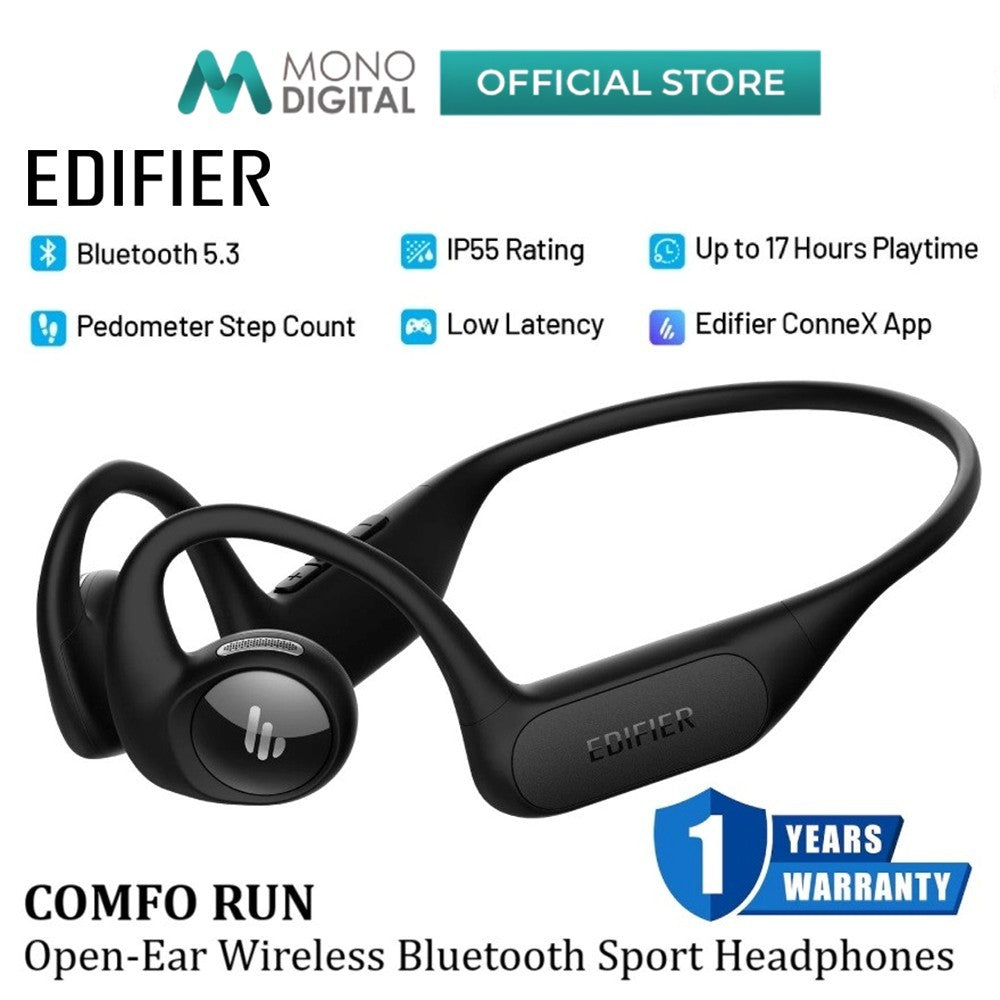 MONO
DIGITAL
OFFICIAL STORE
EDIFIER
Bluetooth 5.3
IP55 Rating
Up to 17 Hours Playtime
Pedometer Step Count
Low Latency
Edifier ConneX App
- 
+
EDIFIER
1
YEARS
WARRANTY
COMFO RUN
Open-Ear Wireless Bluetooth Sport Headphones